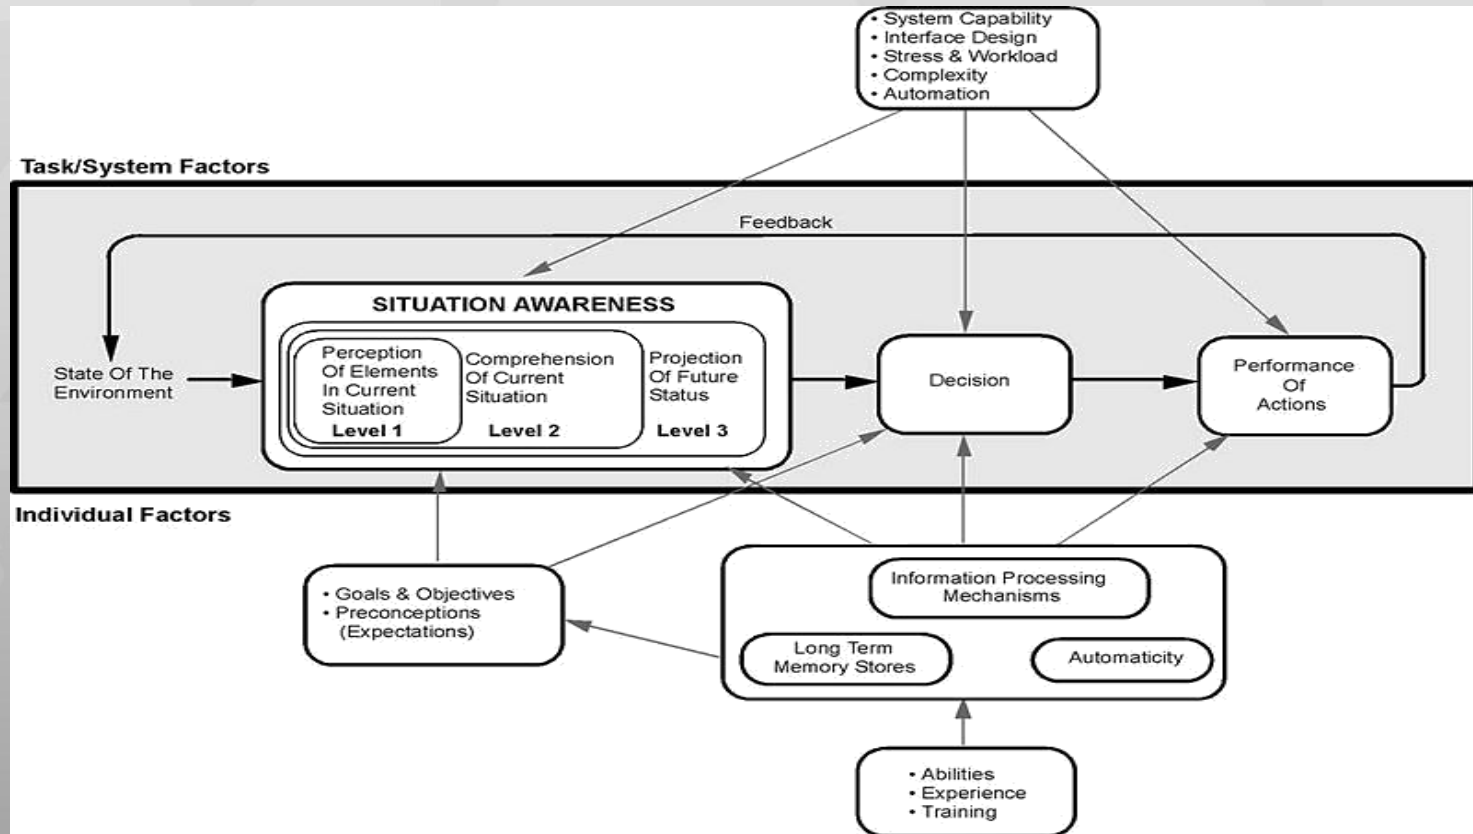 • System Capability
• Interface Design
• Stress & Workload
• Complexity
• Automation
Task/System Factors
Feedback
SITUATION AWARENESS
Perception
Of Elements
In Current
Situation
Level 1
Comprehension
Of Current
Situation
Level 2
Projection
Of Future
Status
Level 3
State Of The
Environment
Decision
Performance
Of
Actions
Individual Factors
• Goals & Objectives
• Preconceptions
(Expectations)
Information Processing
Mechanisms
Long Term
Memory Stores
Automaticity
• Abilities
• Experience
• Training